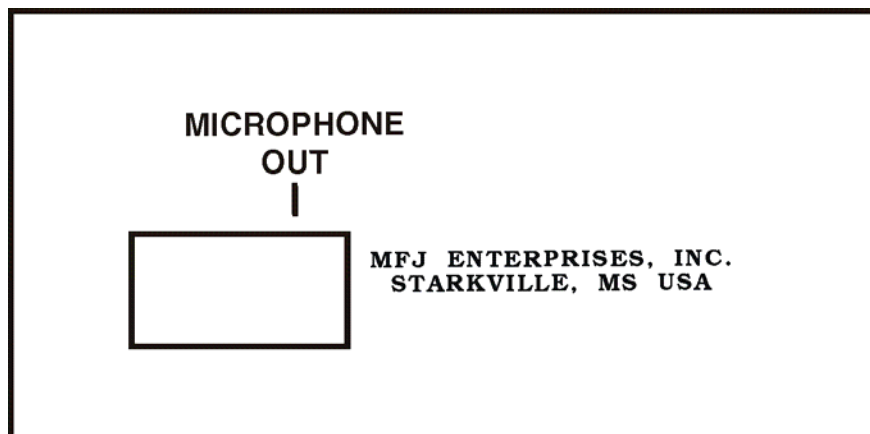 MICROPHONE
OUT
MFJ ENTERPRISES, INC.
STARKVILLE, MS USA